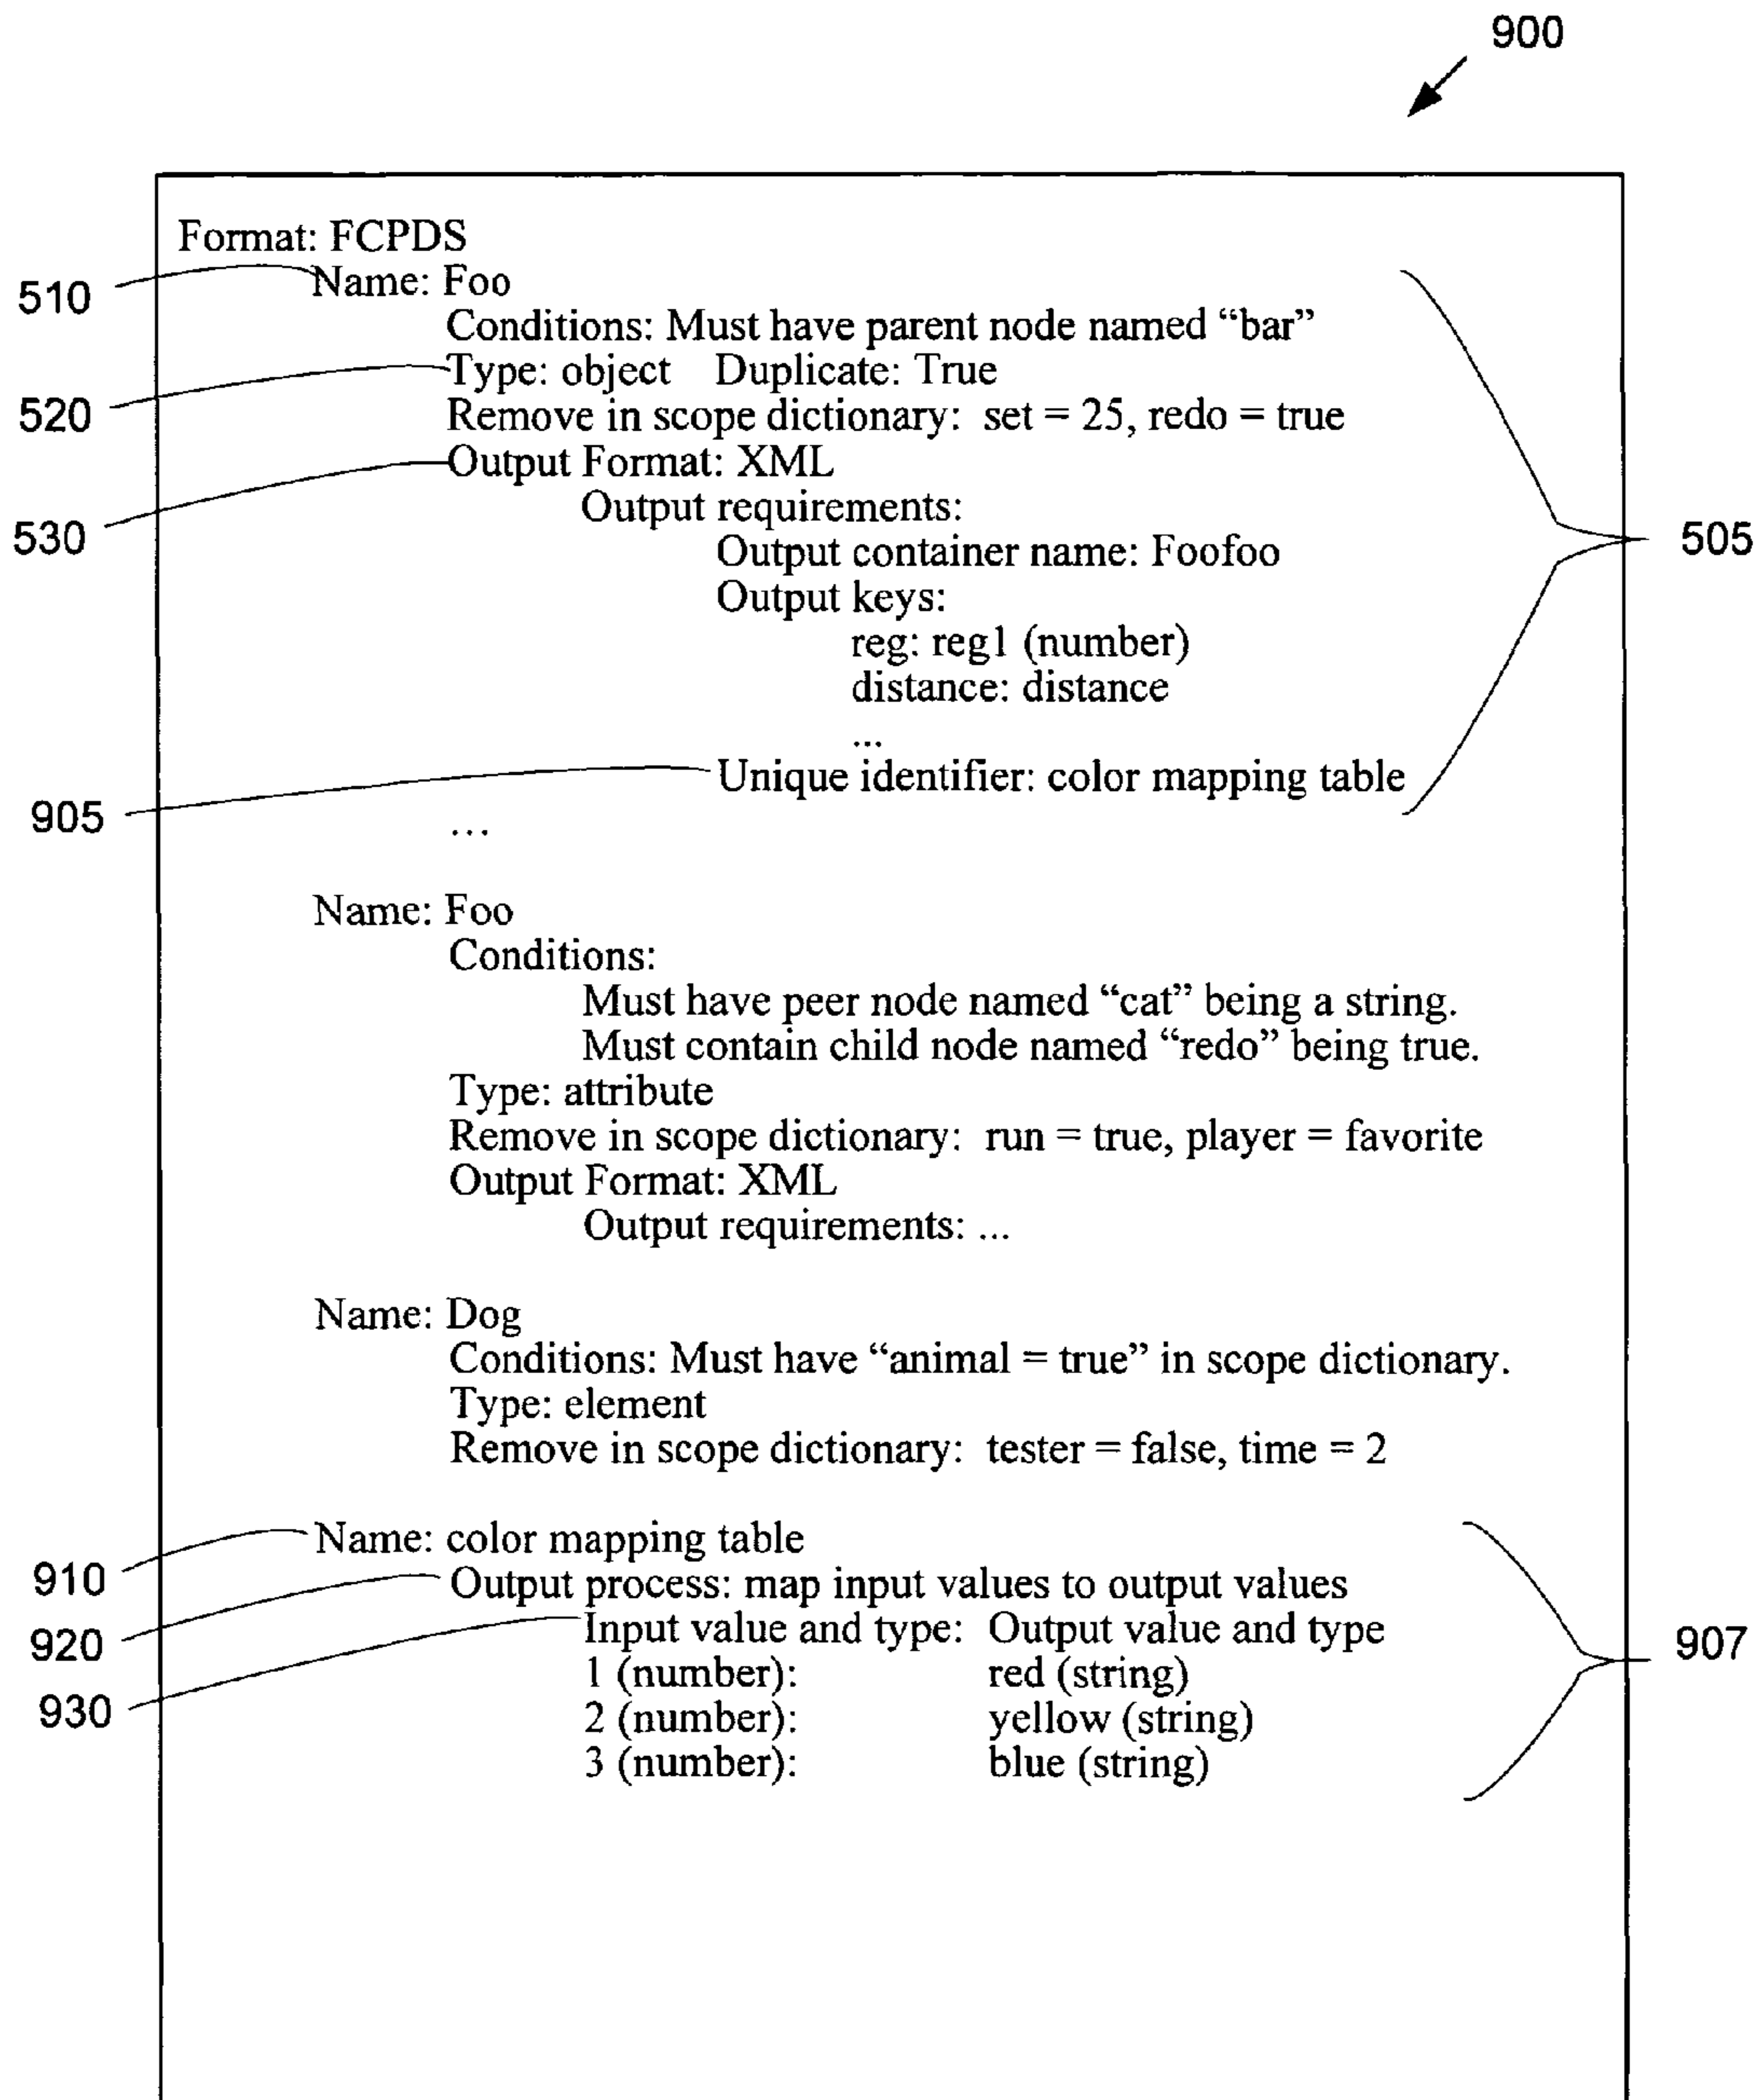 900
Format: FCPDS
510 Name: Foo
Conditions: Must have parent node named “bar”
520 Type: object Duplicate: True
Remove in scope dictionary: set = 25, redo = true
530 Output Format: XML
Output requirements:
Output container name: Foofoo 505
Output keys:
reg: reg1 (number)
distance: distance
...
905 Unique identifier: color mapping table
...
Name: Foo
Conditions:
Must have peer node named “cat” being a string.
Must contain child node named “redo” being true.
Type: attribute
Remove in scope dictionary: run = true, player = favorite
Output Format: XML
Output requirements: ...
Name: Dog
Conditions: Must have “animal = true” in scope dictionary.
Type: element
Remove in scope dictionary: tester = false, time = 2
910 Name: color mapping table
920 Output process: map input values to output values
930 Input value and type: Output value and type 907
1 (number): red (string)
2 (number): yellow (string)
3 (number): blue (string)